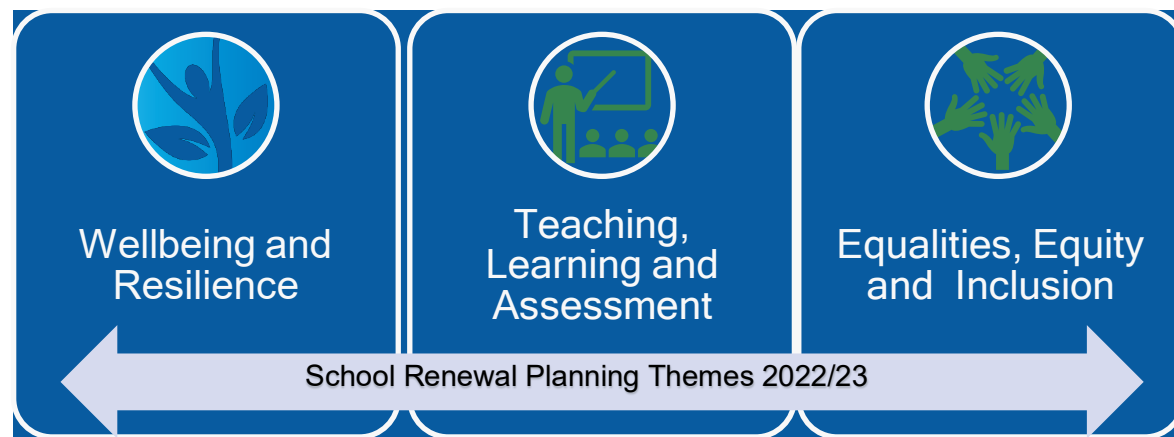 Wellbeing and
Resilience
Teaching,
Learning and
Assessment
Equalities, Equity
and  Inclusion
School Renewal Planning Themes 2022/23